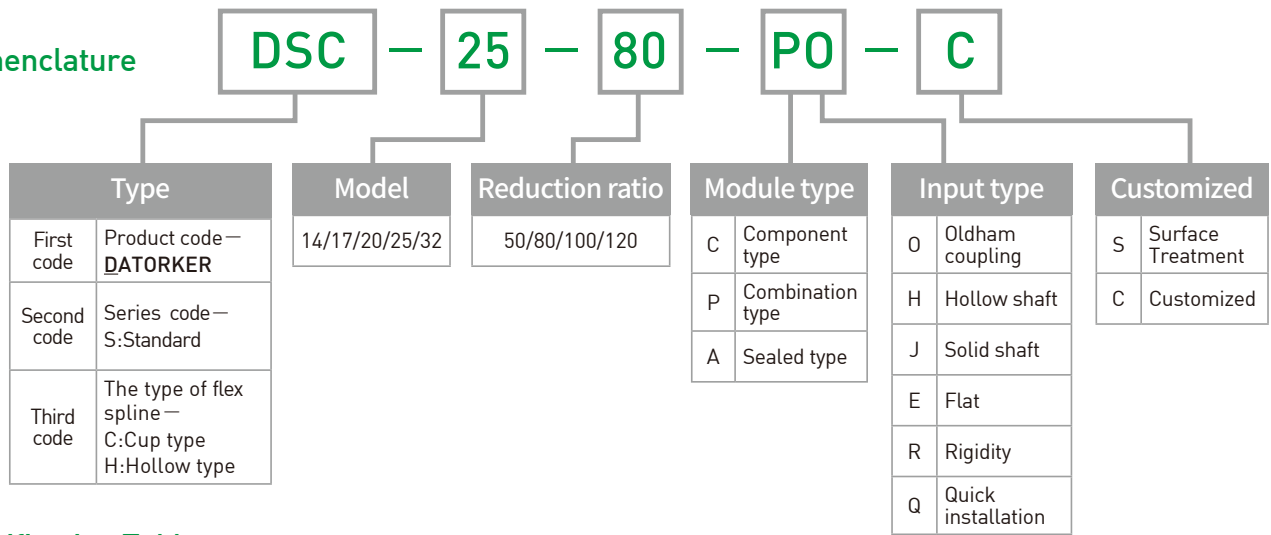 DSC — 25 — 80 — PO — C
Type
First
code
Product code—
DATORKER
Second
code
Series code—
S:Standard
Third
code
The type of flex
spline—
C:Cup type
H:Hollow type
Model
14/17/20/25/32
Reduction ratio
50/80/100/120
Module type
C Component
type
P Combination
type
A Sealed type
Input type
O Oldham
coupling
H Hollow shaft
J Solid shaft
E Flat
R Rigidity
Q Quick
installation
Customized
S Surface
Treatment
C Customized